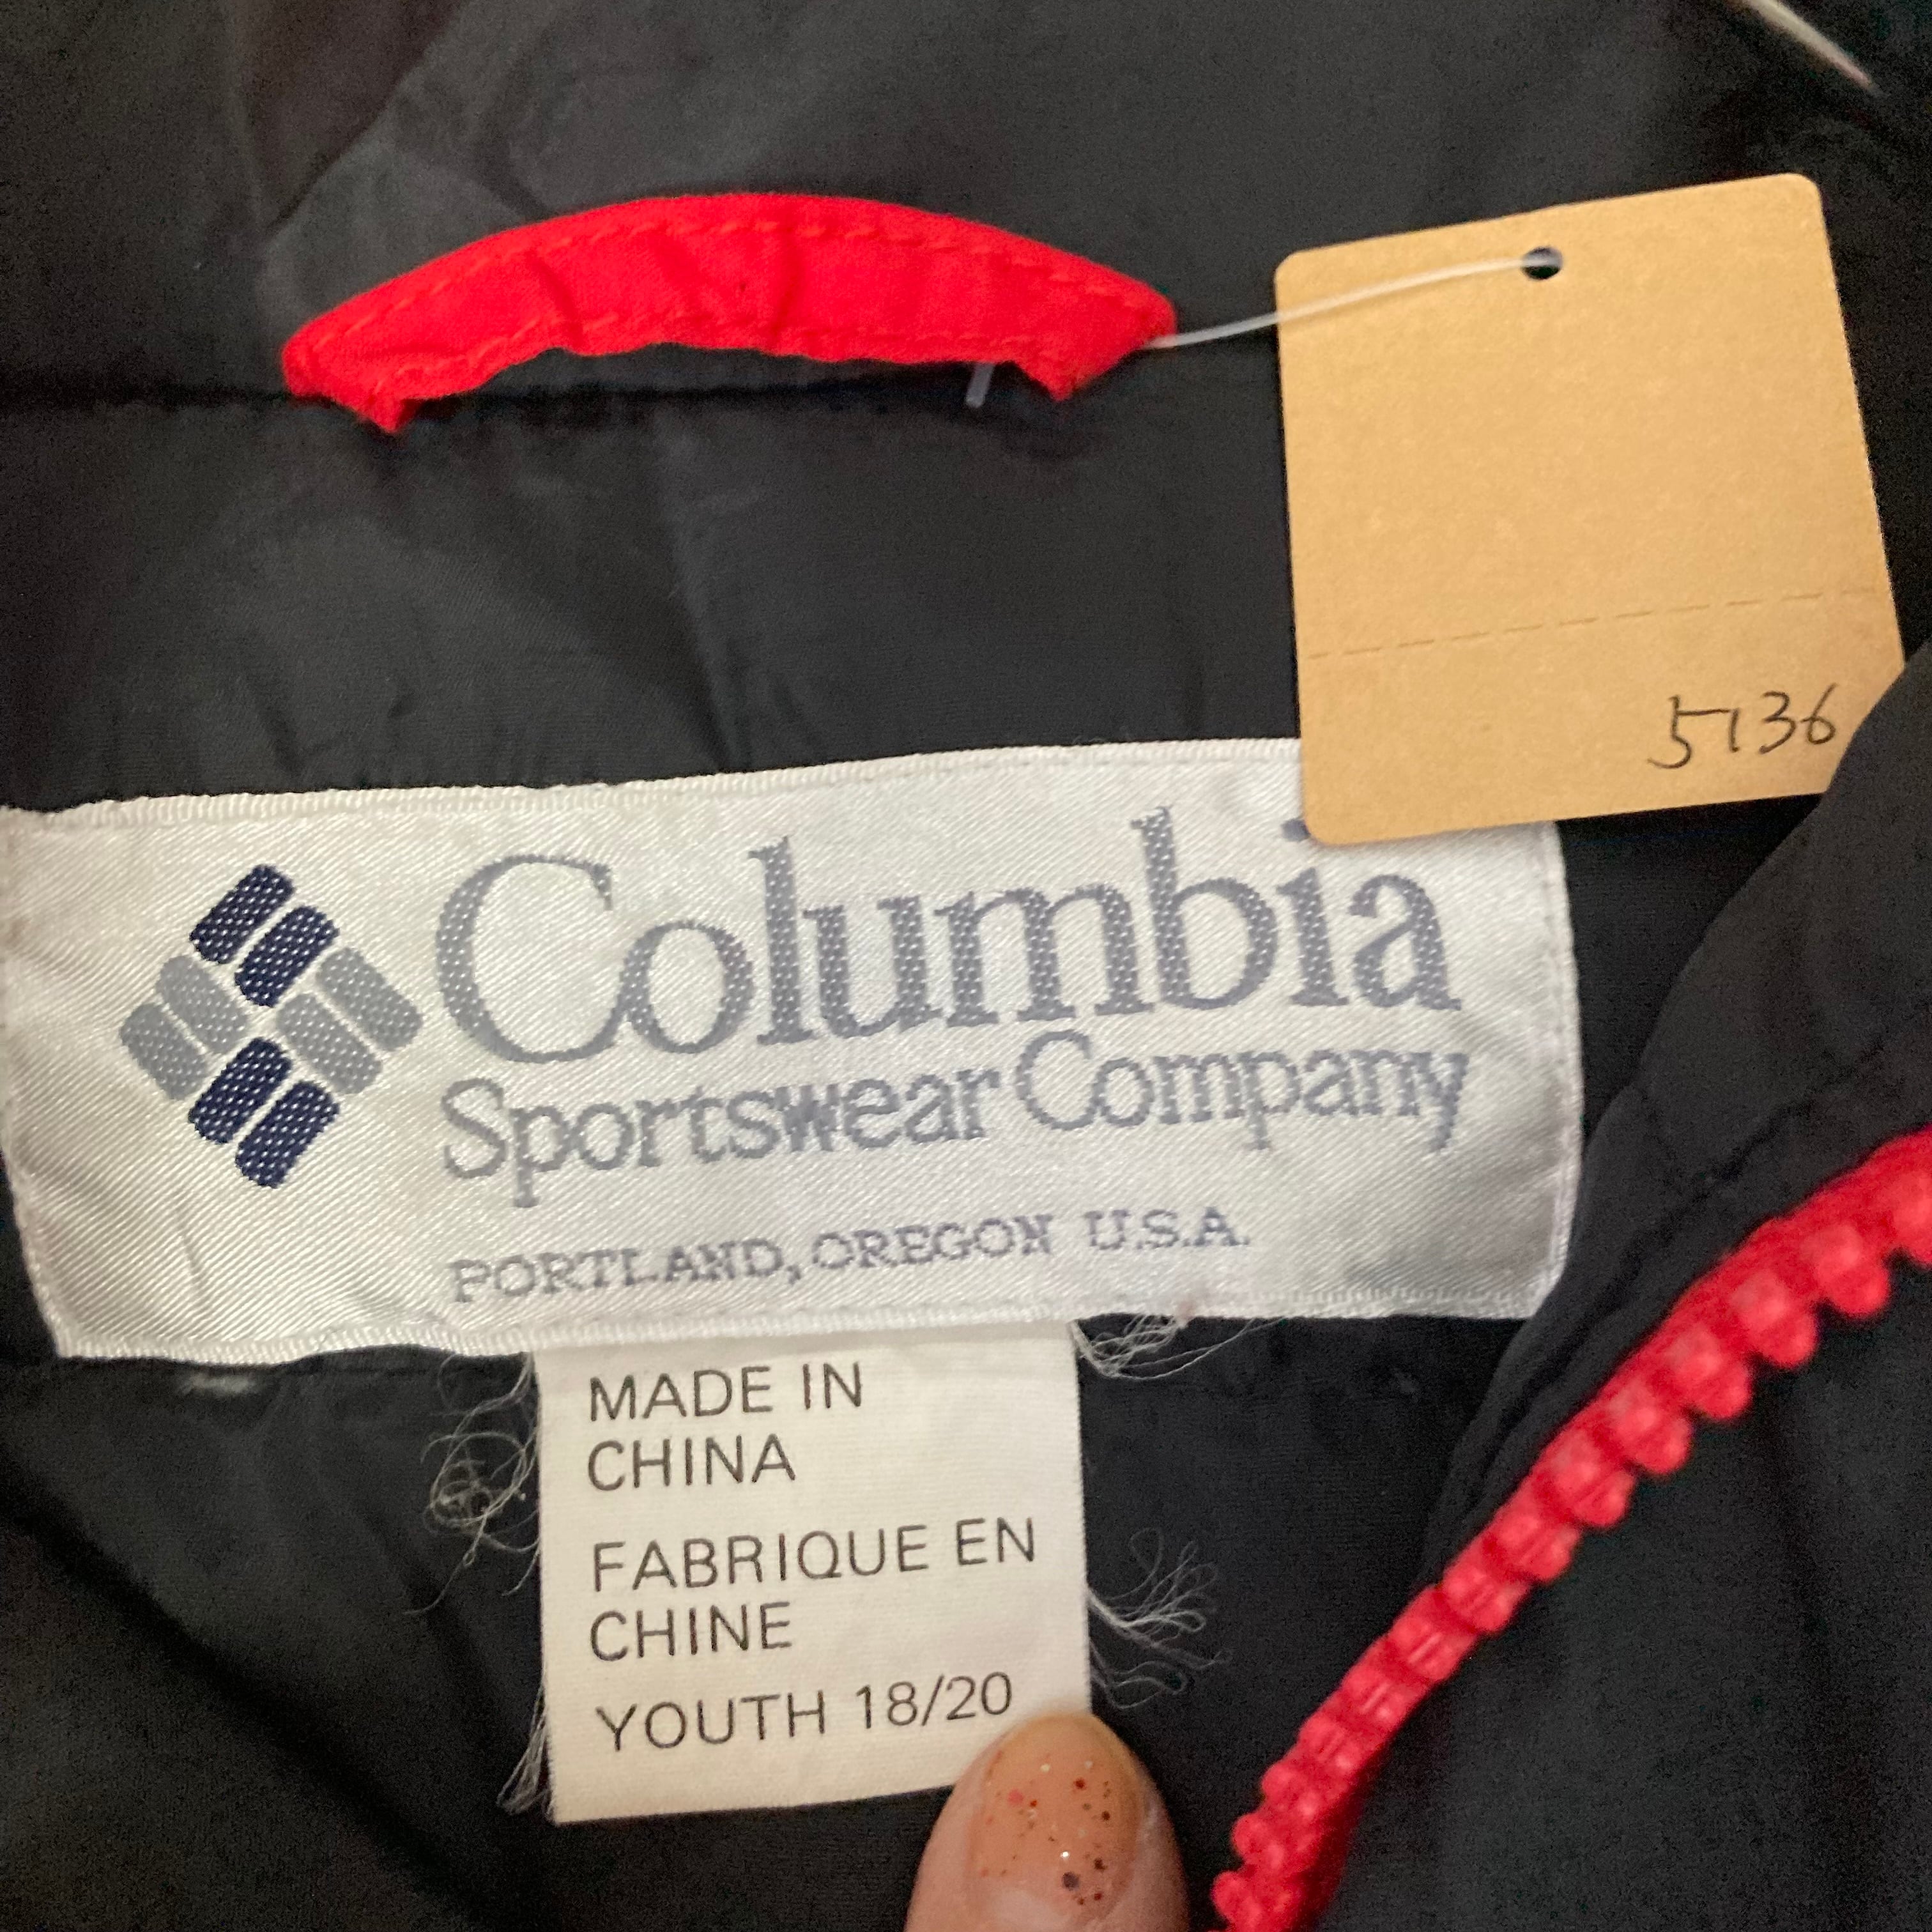 5136
Columbia
Sportswear Company
PORTLAND, OREGON U.S.A.
MADE IN
CHINA
FABRIQUE EN
CHINE
YOUTH 18/20